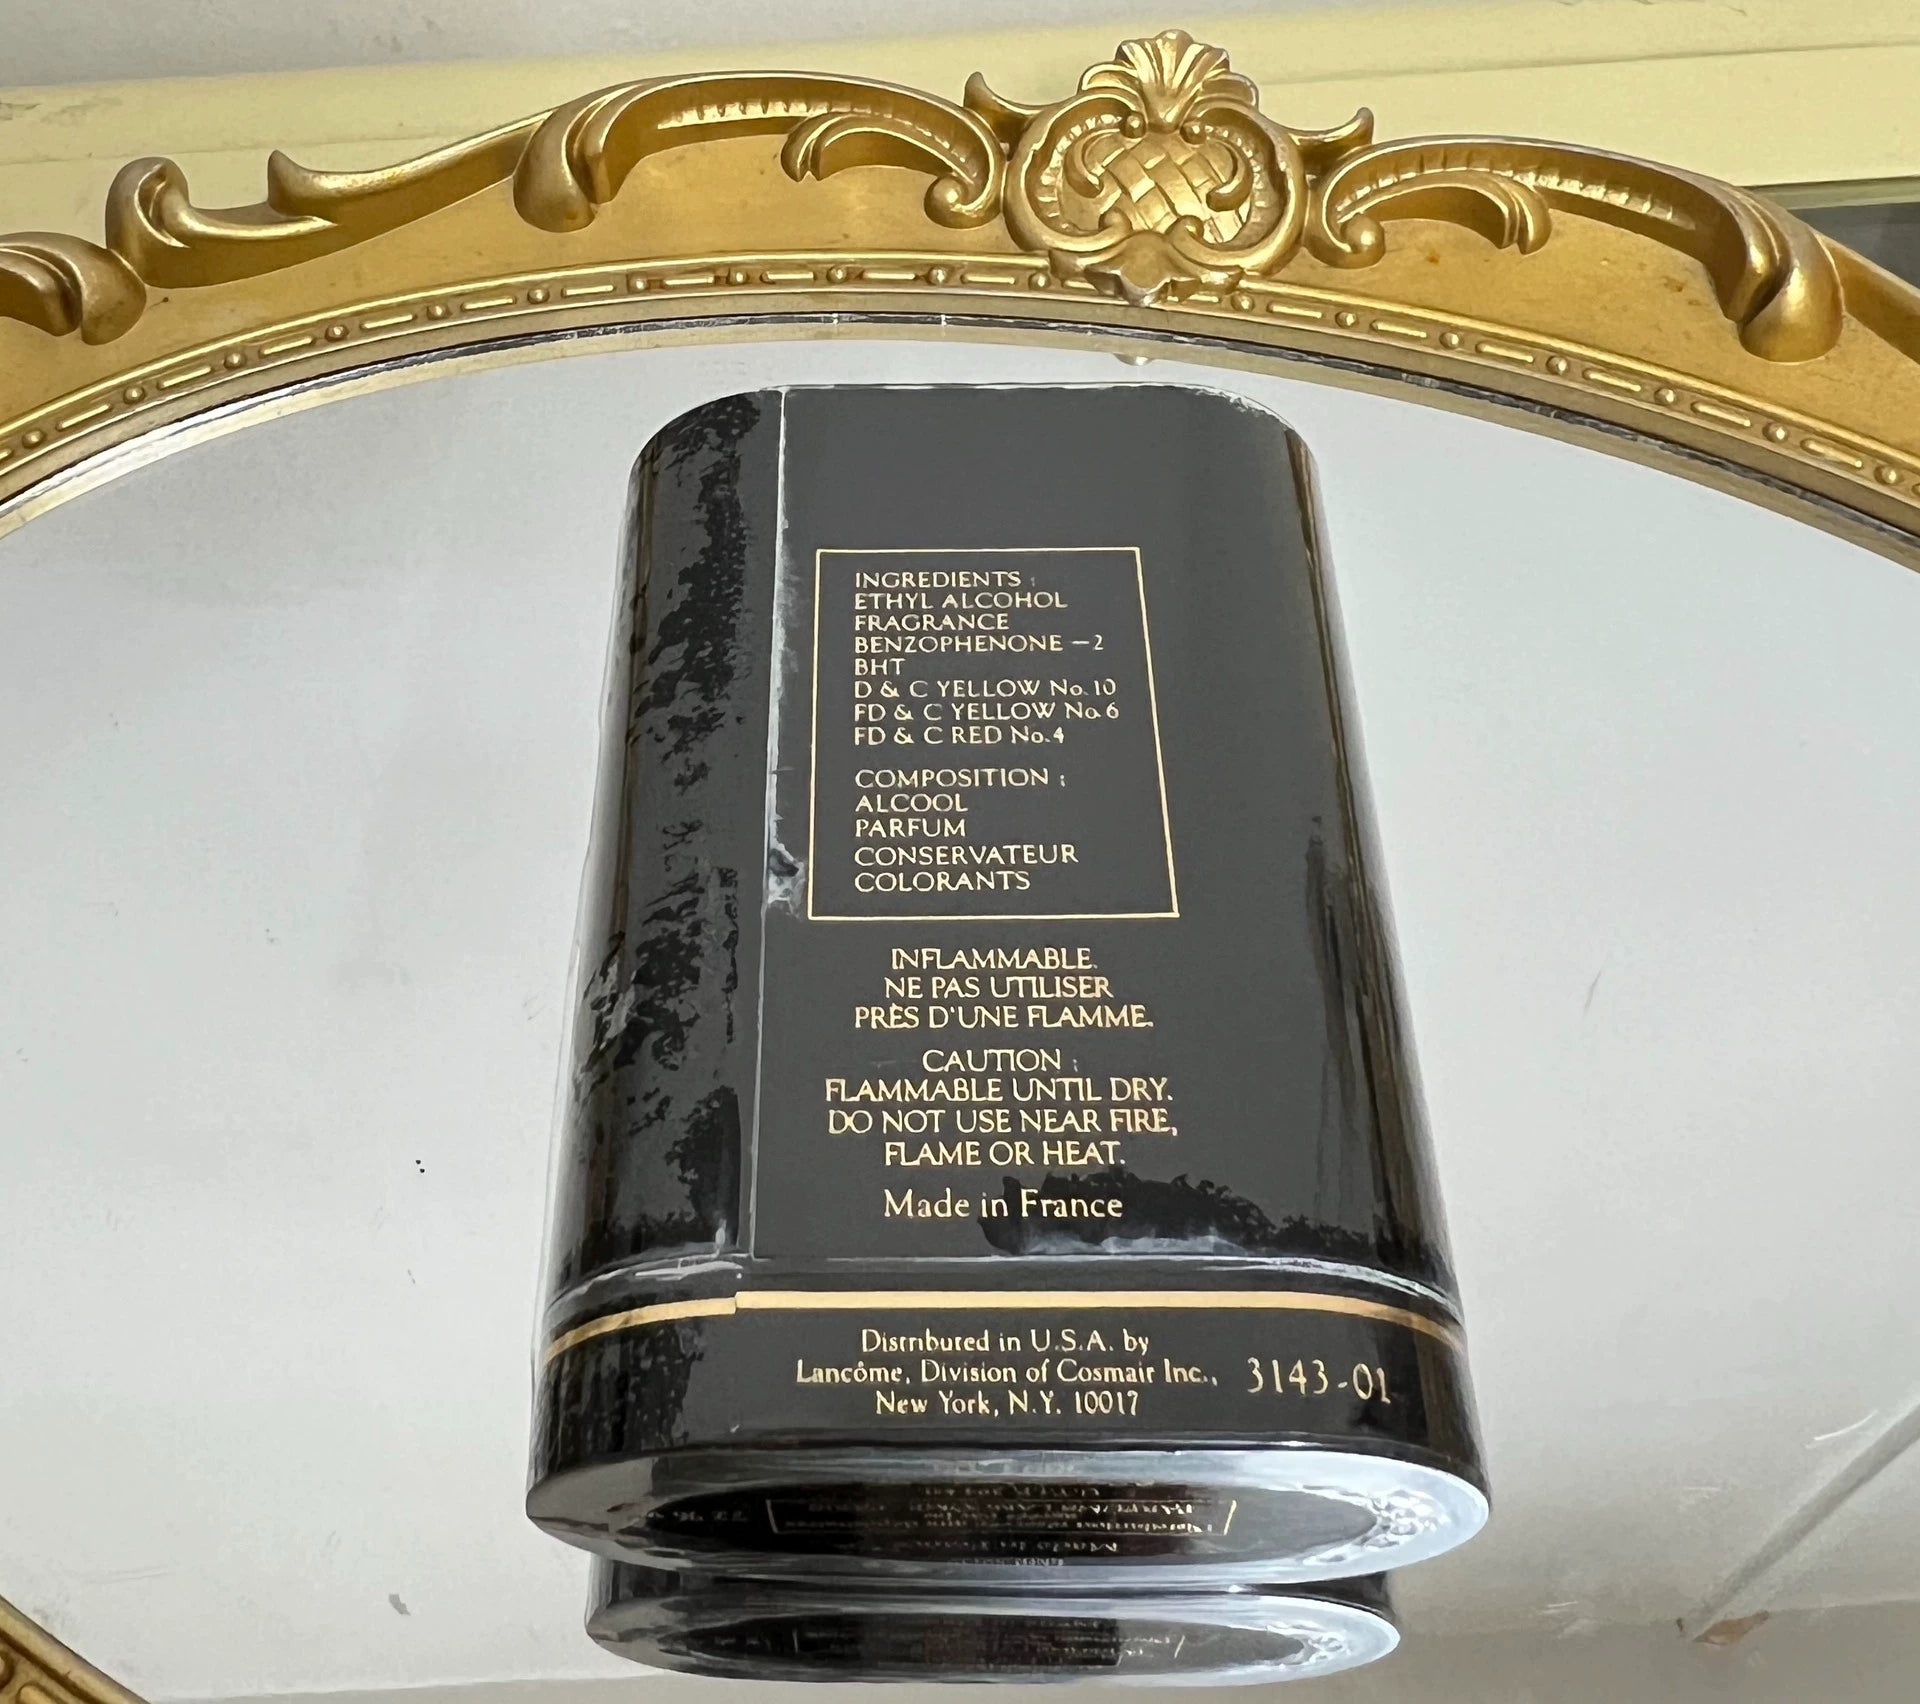 INGREDIENTS :
ETHYL ALCOHOL
FRAGRANCE
BENZOPHENONE -2
BHT
D & C YELLOW No. 10
FD & C YELLOW No. 6
FD & C RED No. 4
COMPOSITION :
ALCOOL
PARFUM
CONSERVATEUR
COLORANTS
INFLAMMABLE.
NE PAS UTILISER
PRÈS D'UNE FLAMME.
CAUTION :
FLAMMABLE UNTIL DRY.
DO NOT USE NEAR FIRE,
FLAME OR HEAT.
Made in France
Distributed in U.S.A. by
Lancôme, Division of Cosmair Inc.,
New York, N.Y. 10017
3143-01